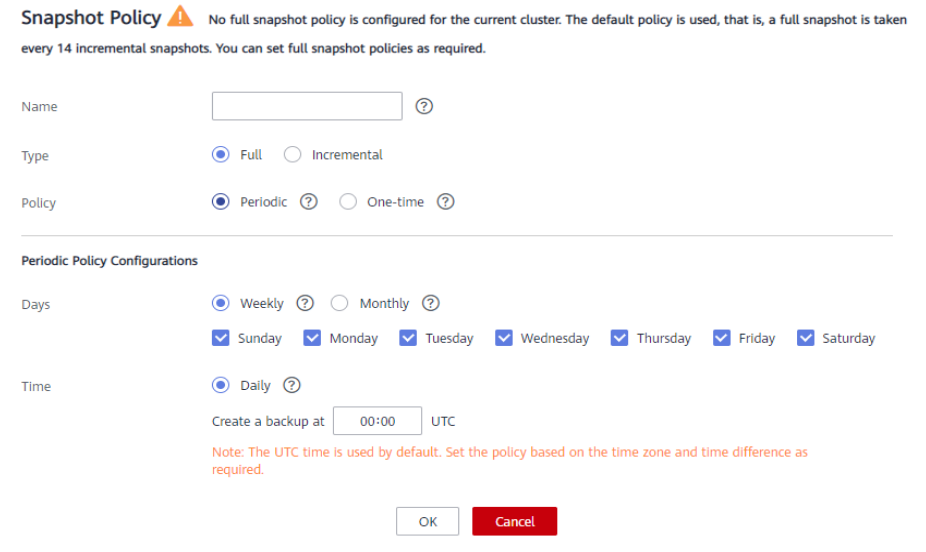 Snapshot Policy No full snapshot policy is configured for the current cluster. The default policy is used, that is, a full snapshot is taken
every 14 incremental snapshots. You can set full snapshot policies as required.
Name ?
Type Full Incremental
Policy Periodic ? One-time ?
Periodic Policy Configurations
Days Weekly ? Monthly ?
Sunday Monday Tuesday Wednesday Thursday Friday Saturday
Time Daily ?
Create a backup at 00:00 UTC
Note: The UTC time is used by default. Set the policy based on the time zone and time difference as
required.
OK Cancel